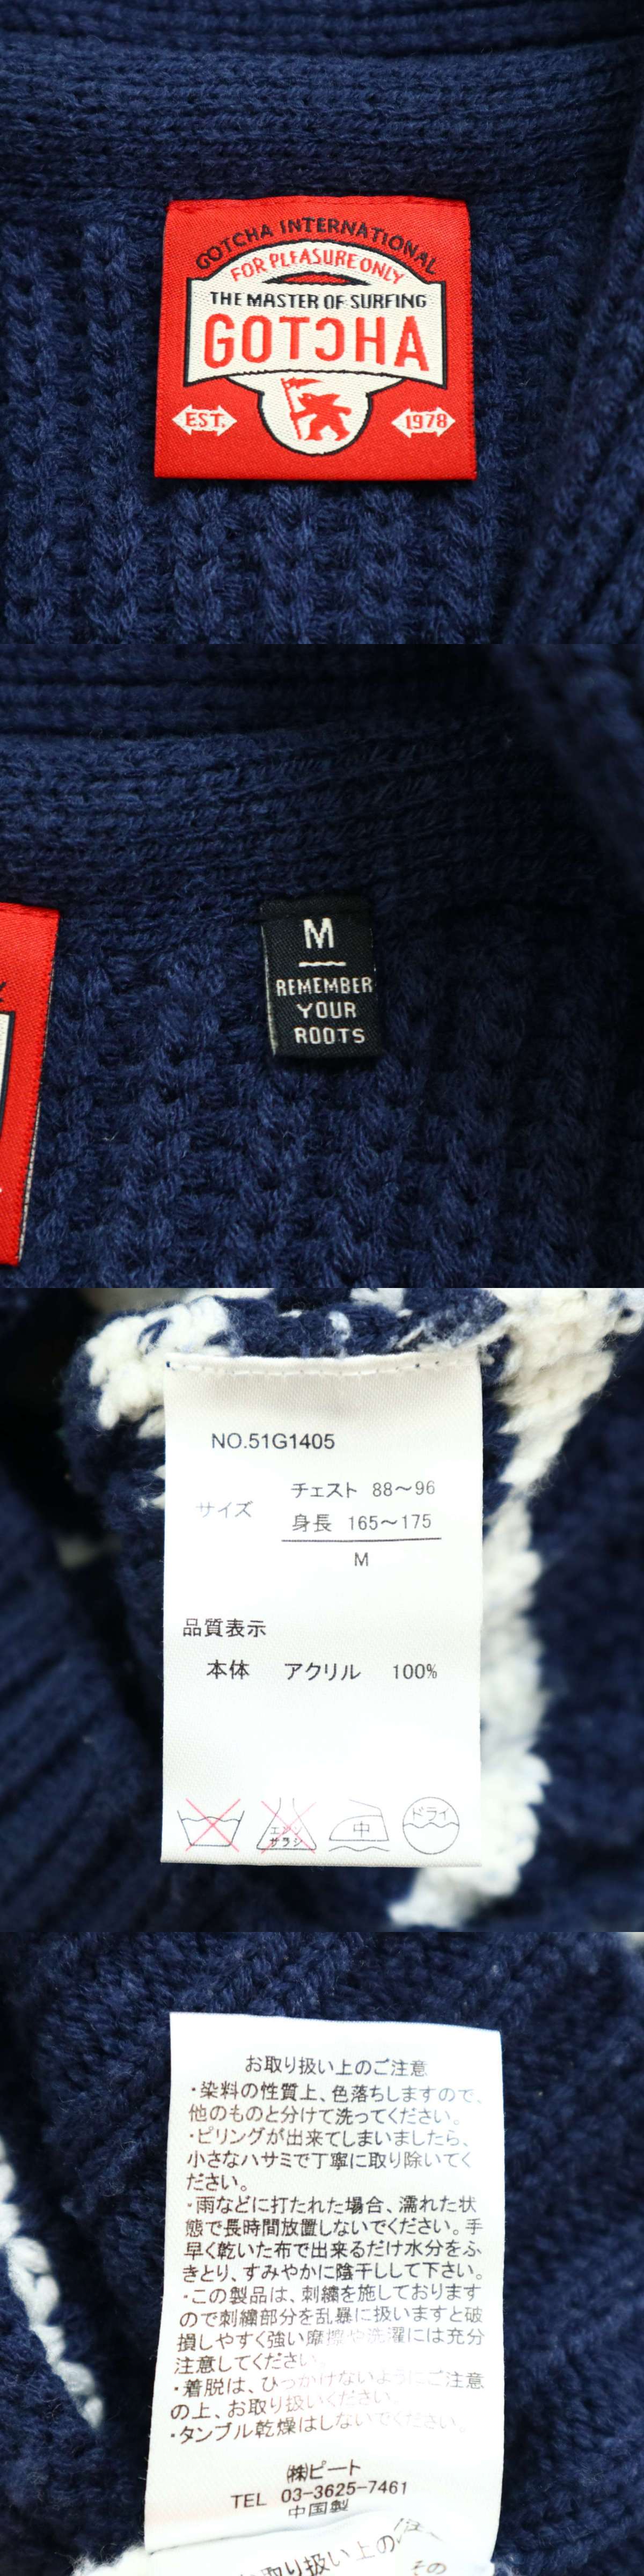 GOTCHA INTERNATIONAL
FOR PLEASURE ONLY
THE MASTER OF SURFING
GOTCHA
EST.
1978
M
REMEMBER
YOUR
ROOTS
NO.51G1405
サイズ
チェスト 88～96
身長 165～175
M
品質表示
本体 アクリル 100%
エンソ
サラシ
中
ドライ
お取り扱い上のご注意
・染料の性質上、色落ちしますので、
他のものと分けて洗ってください。
・ピリングが出来てしまいましたら、
小さなハサミで丁寧に取り除いてく
ださい。
・雨などに打たれた場合、濡れた状
態で長時間放置しないでください。手
早く乾いた布で出来るだけ水分をふ
きとり、すみやかに陰干しして下さい。
・この製品は、刺繍を施しております
ので刺繍部分を乱暴に扱いますと破
損しやすく強い摩擦や洗濯には充分
注意してください。
・着脱は、ひっかけないようにご注意
の上、お取り扱いください。
・タンブル乾燥はしないでください。
㈱ピート
TEL 03-3625-7461
中国製
お取り扱い上の
その